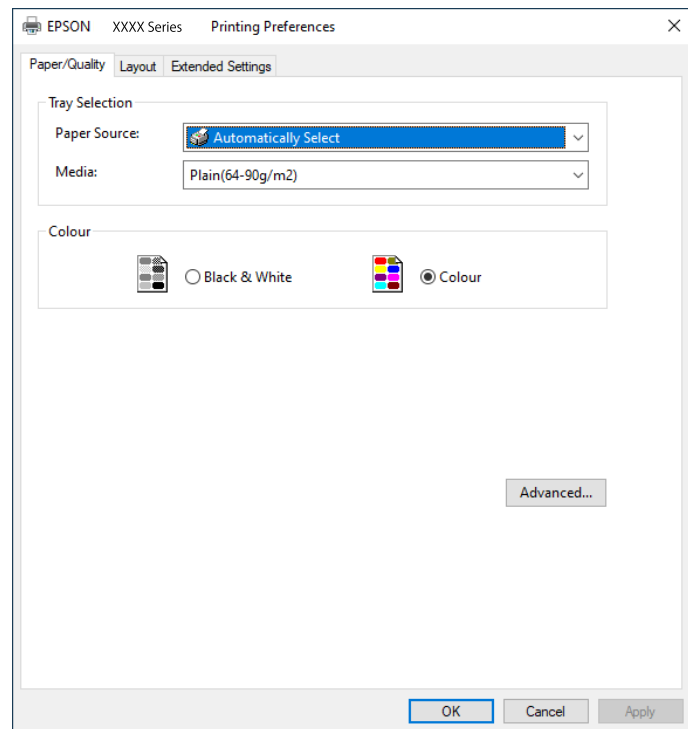 EPSON XXXX Series Printing Preferences
Paper/Quality Layout Extended Settings
Tray Selection
Paper Source: Automatically Select
Media: Plain(64-90g/m2)
Colour
Black & White Colour
Advanced...
OK Cancel Apply